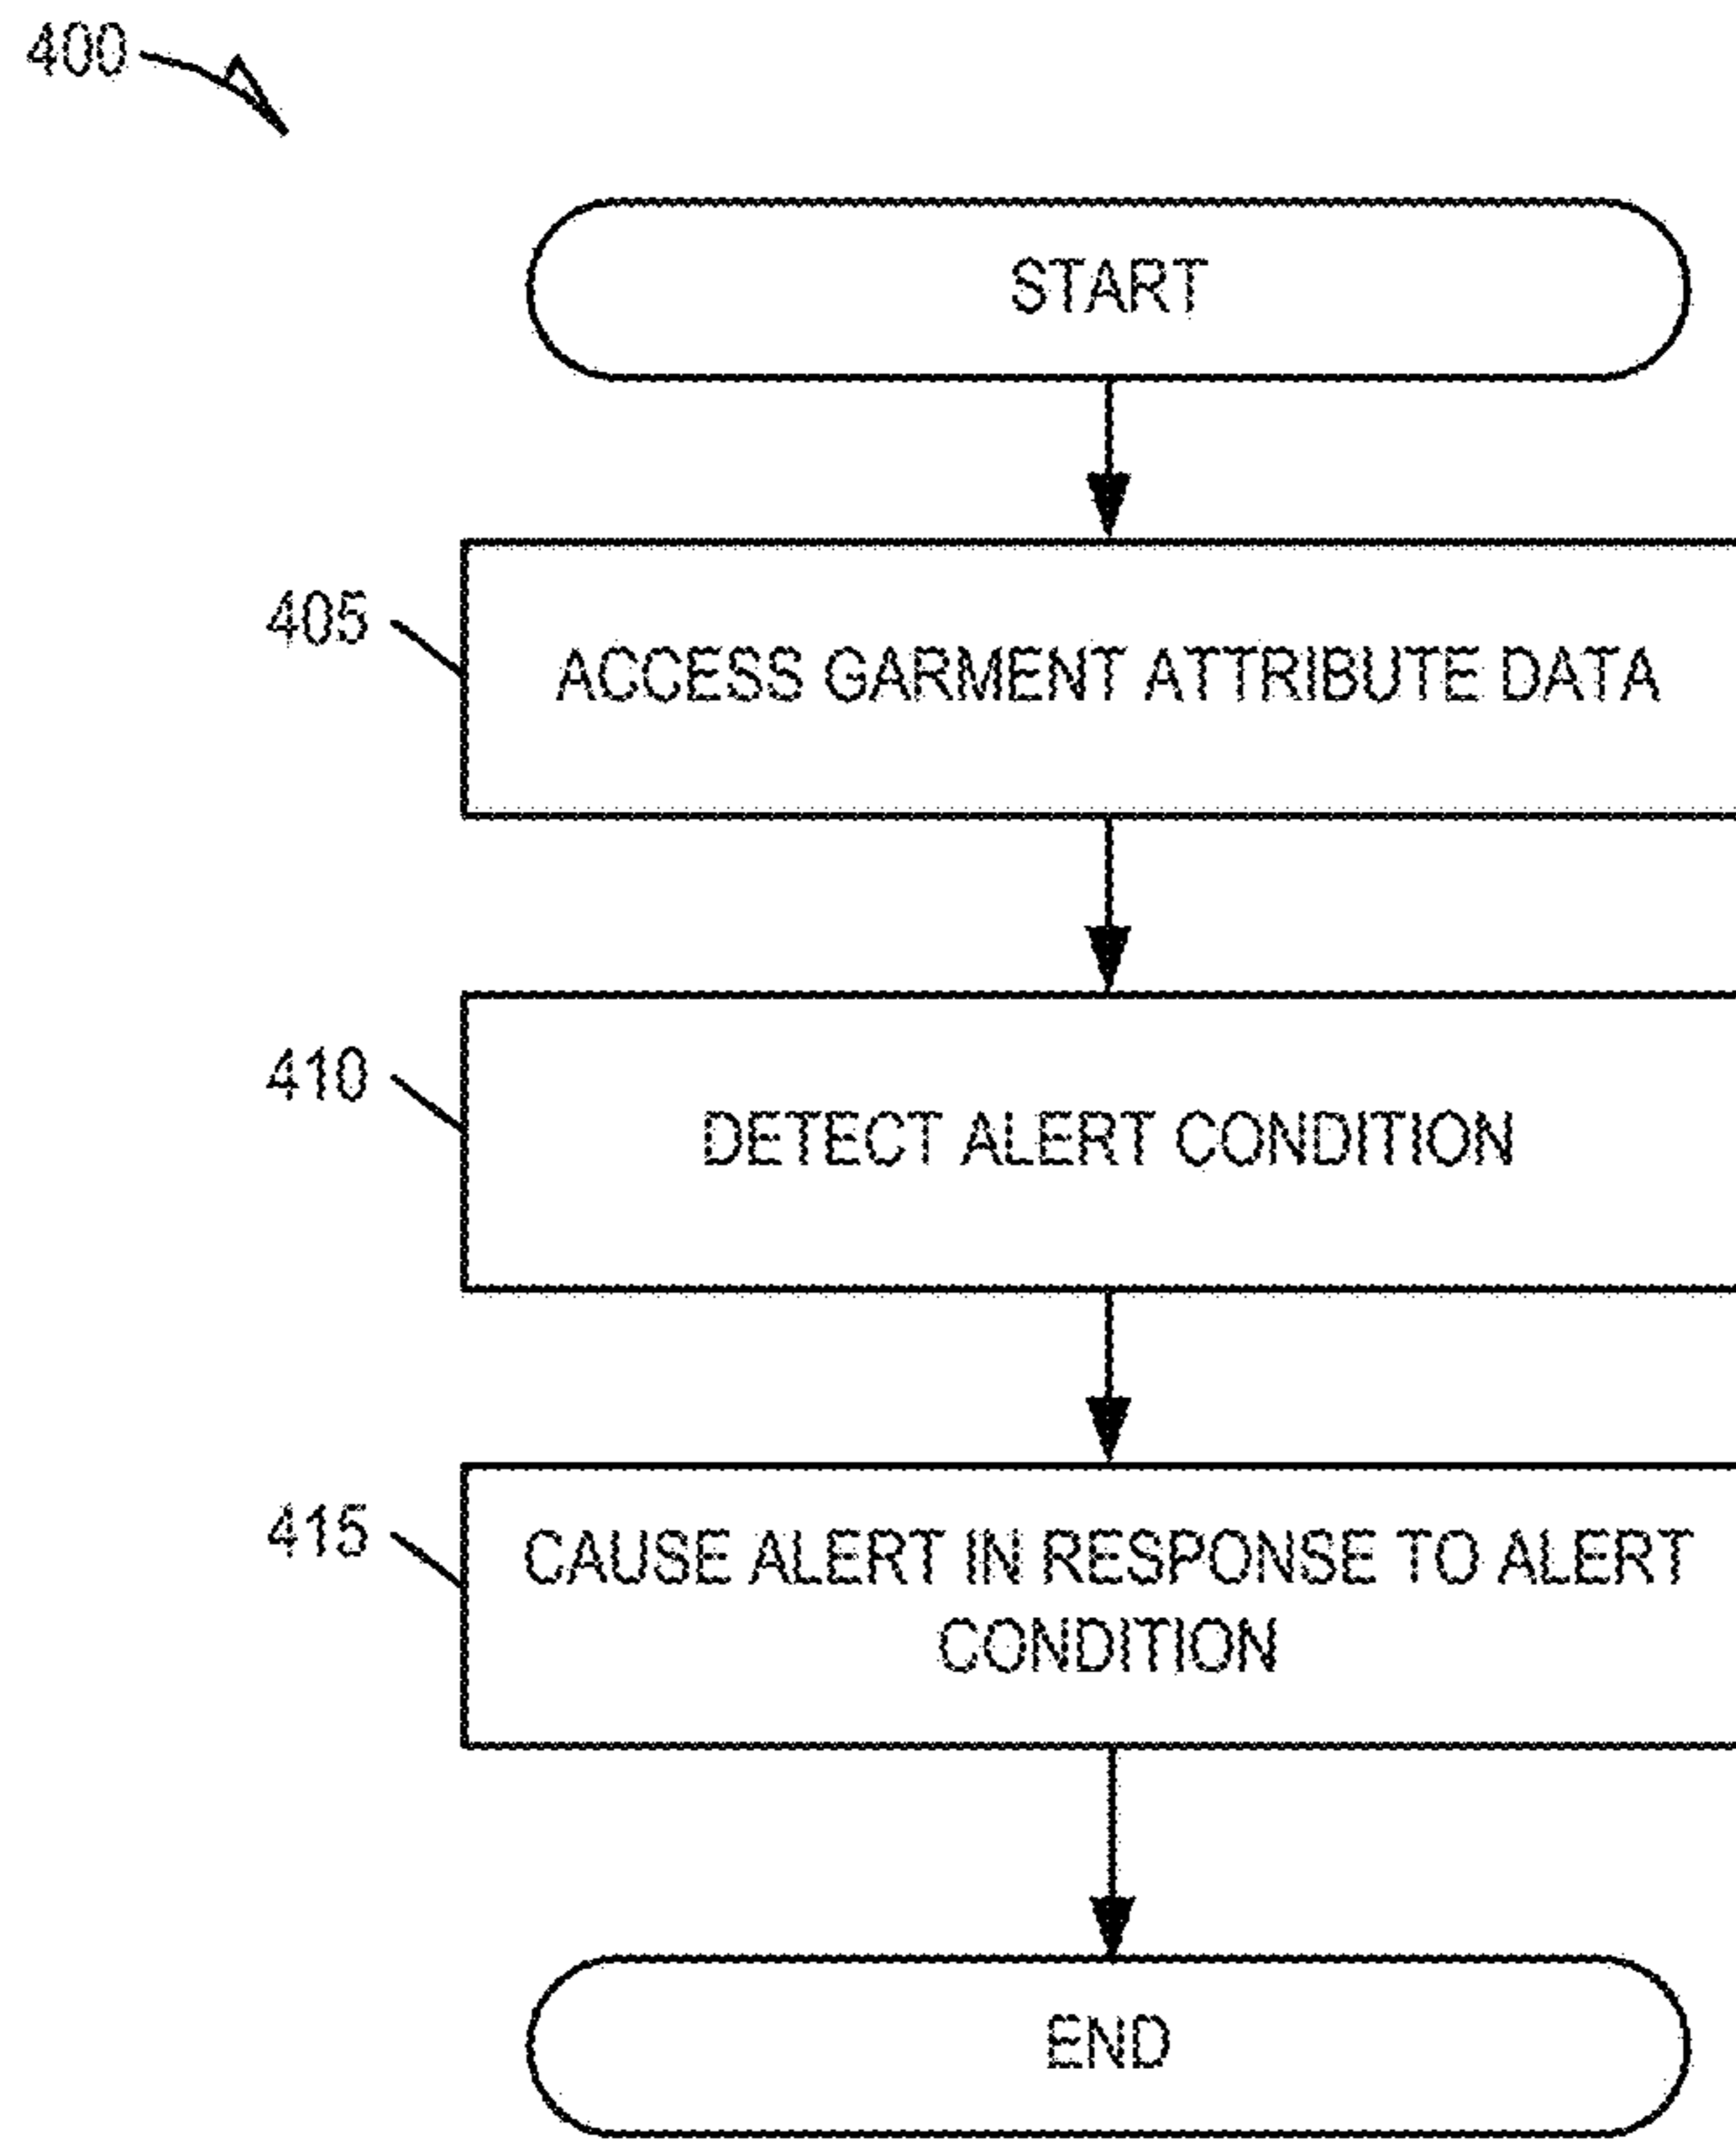 400
START
405
ACCESS GARMENT ATTRIBUTE DATA
410
DETECT ALERT CONDITION
415
CAUSE ALERT IN RESPONSE TO ALERT
CONDITION
END